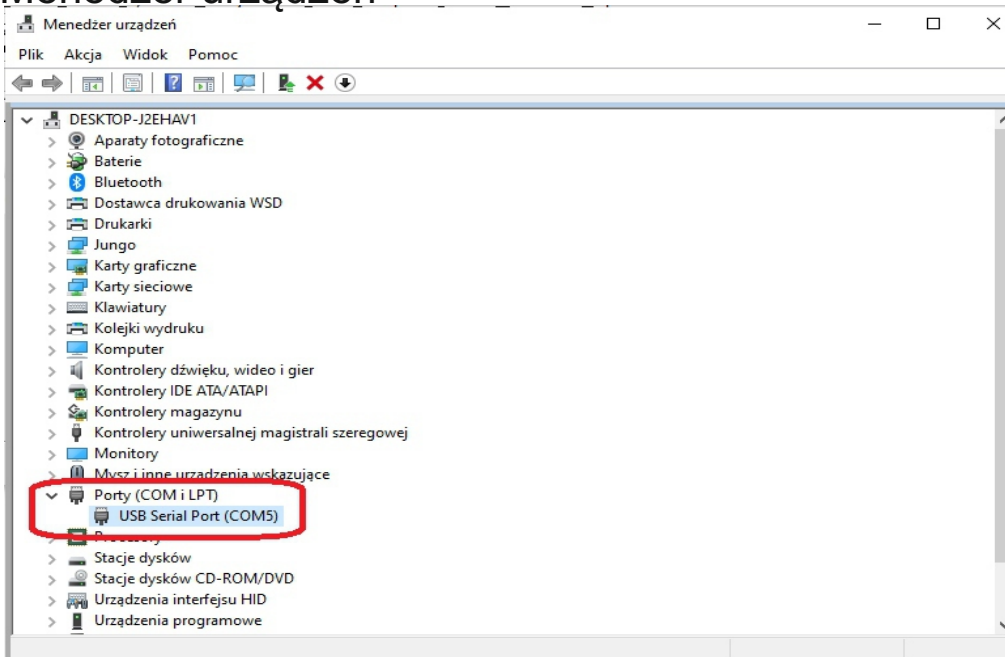 Menedżer urządzeń
Menedżer urządzeń
Plik Akcja Widok Pomoc
DESKTOP-J2EHAV1
Aparaty fotograficzne
Baterie
Bluetooth
Dostawca drukowania WSD
Drukarki
Jungo
Karty graficzne
Karty sieciowe
Klawiatury
Kolejki wydruku
Komputer
Kontrolery dźwięku, wideo i gier
Kontrolery IDE ATA/ATAPI
Kontrolery magazynu
Kontrolery uniwersalnej magistrali szeregowej
Monitory
Mysz i inne urządzenia wskazujące
Porty (COM i LPT)
USB Serial Port (COM5)
Procesory
Stacje dysków
Stacje dysków CD-ROM/DVD
Urządzenia interfejsu HID
Urządzenia programowe